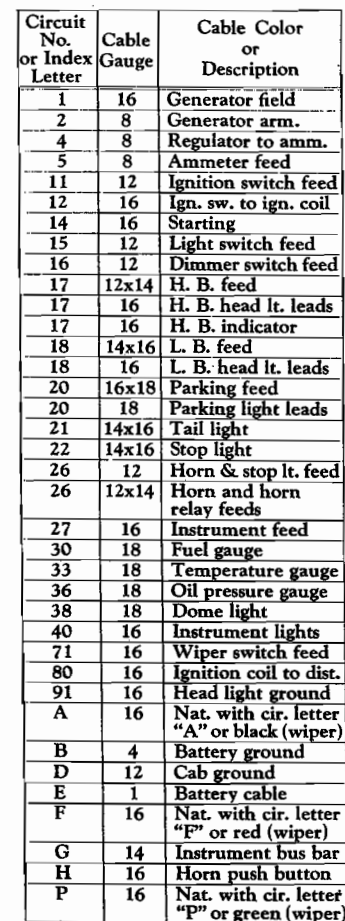 Circuit No. or Index Letter | Cable Gauge | Cable Color or Description
1 16 Generator field
2 8 Generator arm.
4 8 Regulator to amm.
5 8 Ammeter feed
11 12 Ignition switch feed
12 16 Ign. sw. to ign. coil
14 16 Starting
15 12 Light switch feed
16 12 Dimmer switch feed
17 12x14 H. B. feed
17 16 H. B. head lt. leads
17 16 H. B. indicator
18 14x16 L. B. feed
18 16 L. B. head lt. leads
20 16x18 Parking feed
20 18 Parking light leads
21 14x16 Tail light
22 14x16 Stop light
26 12 Horn & stop lt. feed
26 12x14 Horn and horn
relay feeds
27 16 Instrument feed
30 18 Fuel gauge
33 18 Temperature gauge
36 18 Oil pressure gauge
38 18 Dome light
40 16 Instrument lights
71 16 Wiper switch feed
80 16 Ignition coil to dist.
91 16 Head light ground
A 16 Nat. with cir. letter
"A" or black (wiper)
B 4 Battery ground
D 12 Cab ground
E 1 Battery cable
F 16 Nat. with cir. letter
"F" or red (wiper)
G 14 Instrument bus bar
H 16 Horn push button
P 16 Nat. with cir. letter
"P" or green (wiper)